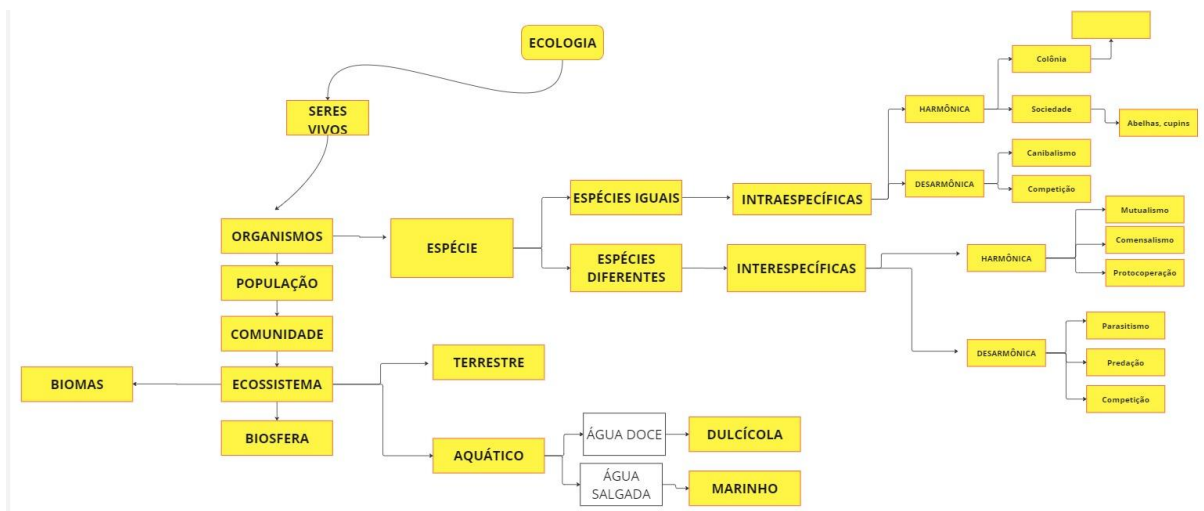 ECOLOGIA
SERES
VIVOS
ORGANISMOS
POPULAÇÃO
COMUNIDADE
ECOSSISTEMA
BIOSFERA
BIOMAS
TERRESTRE
AQUÁTICO
ÁGUA DOCE
DULCÍCOLA
ÁGUA
SALGADA
MARINHO
ESPÉCIE
ESPÉCIES IGUAIS
INTRAESPECÍFICAS
HARMÔNICA
Colônia
Sociedade
Abelhas, cupins
DESARMÔNICA
Canibalismo
Competição
ESPÉCIES
DIFERENTES
INTERESPECÍFICAS
HARMÔNICA
Mutualismo
Comensalismo
Protocoperação
DESARMÔNICA
Parasitismo
Predação
Competição